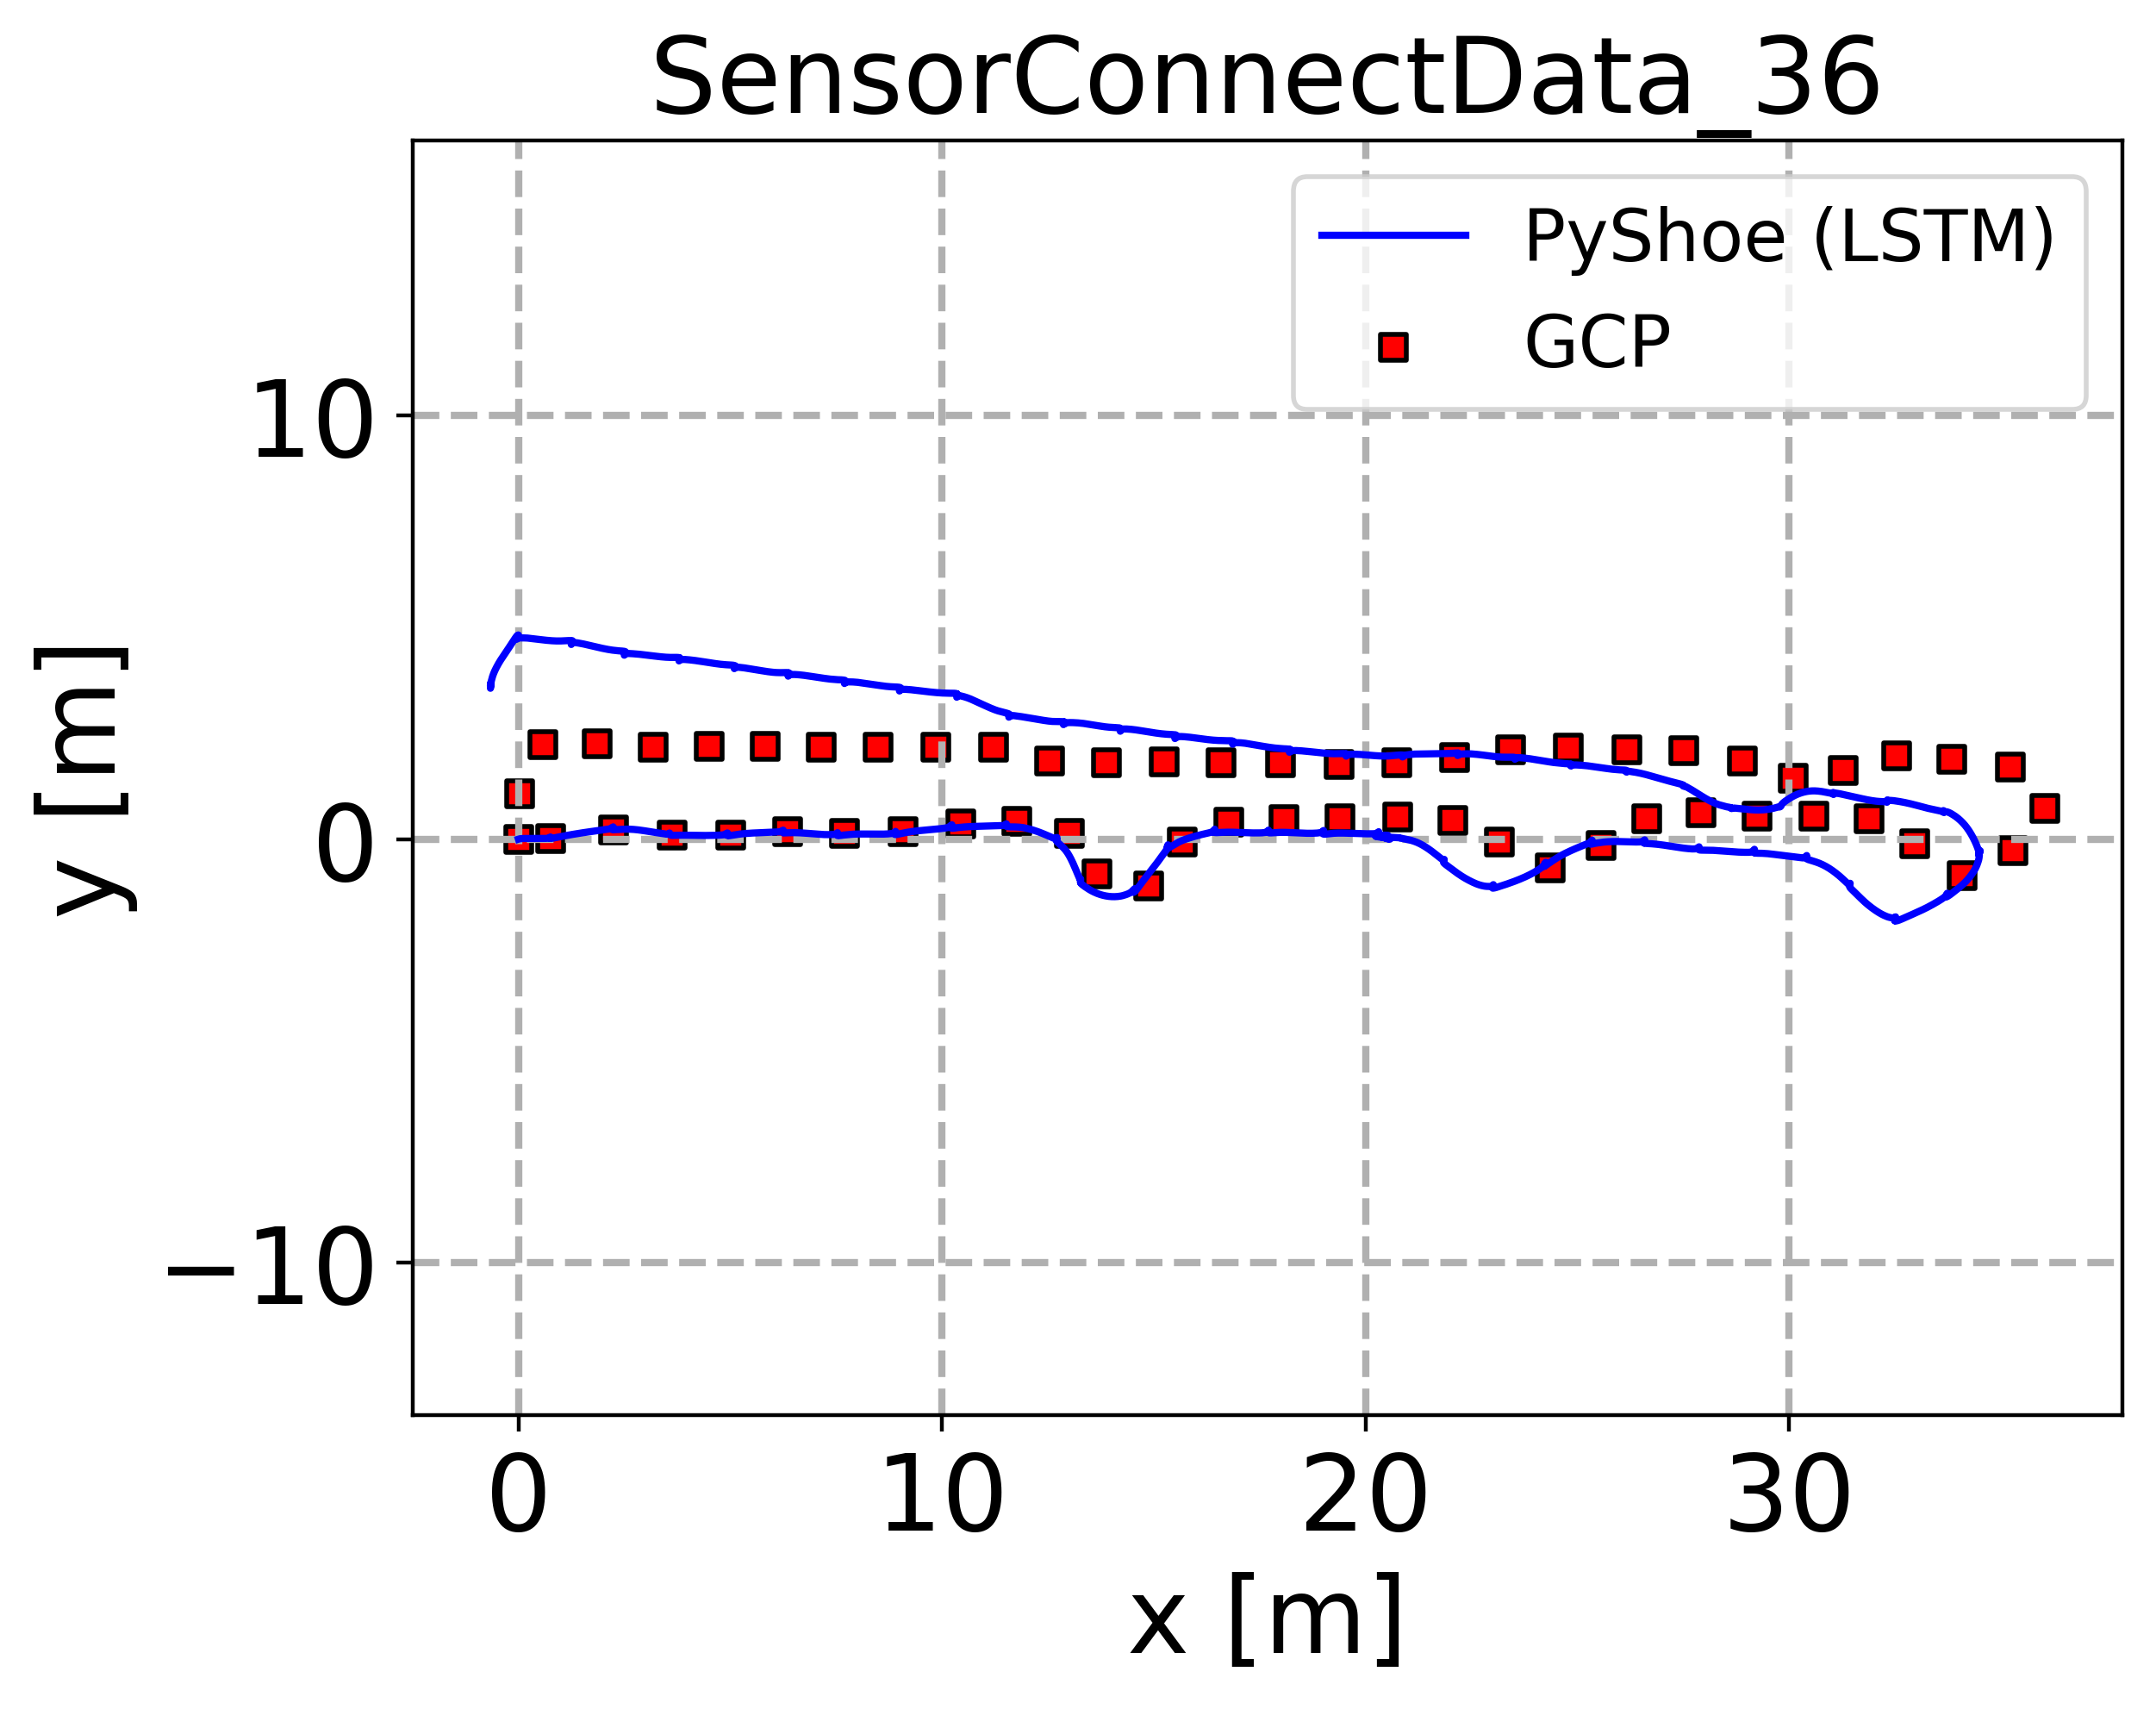 SensorConnectData_36
PyShoe (LSTM)
GCP
10
0
−10
y [m]
0 10 20 30
x [m]